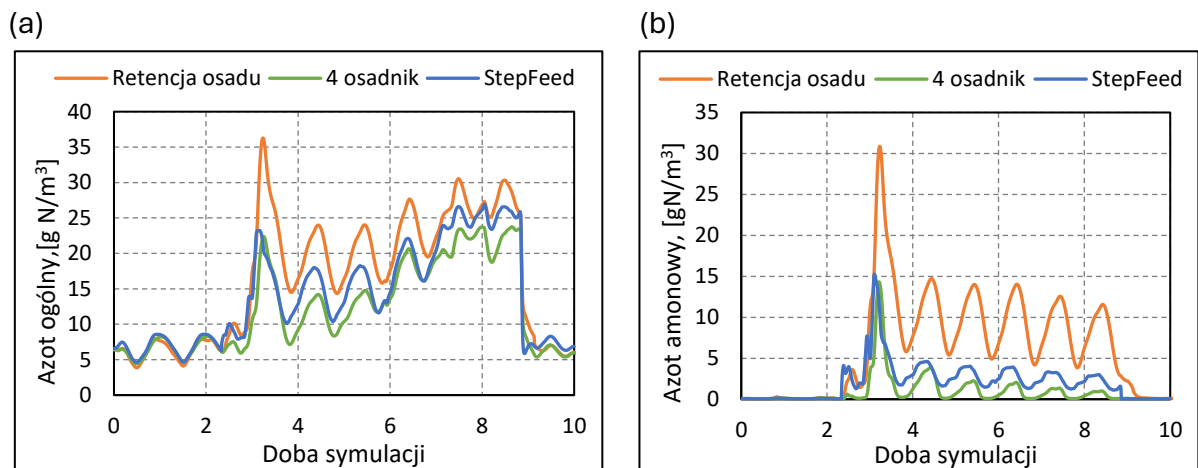 (a)
Retencja osadu 4 osadnik StepFeed
Azot ogólny,[g N/m³]
40
35
30
25
20
15
10
5
0
0 2 4 6 8 10
Doba symulacji
(b)
Retencja osadu 4 osadnik StepFeed
Azot amonowy, [gN/m³]
35
30
25
20
15
10
5
0
0 2 4 6 8 10
Doba symulacji